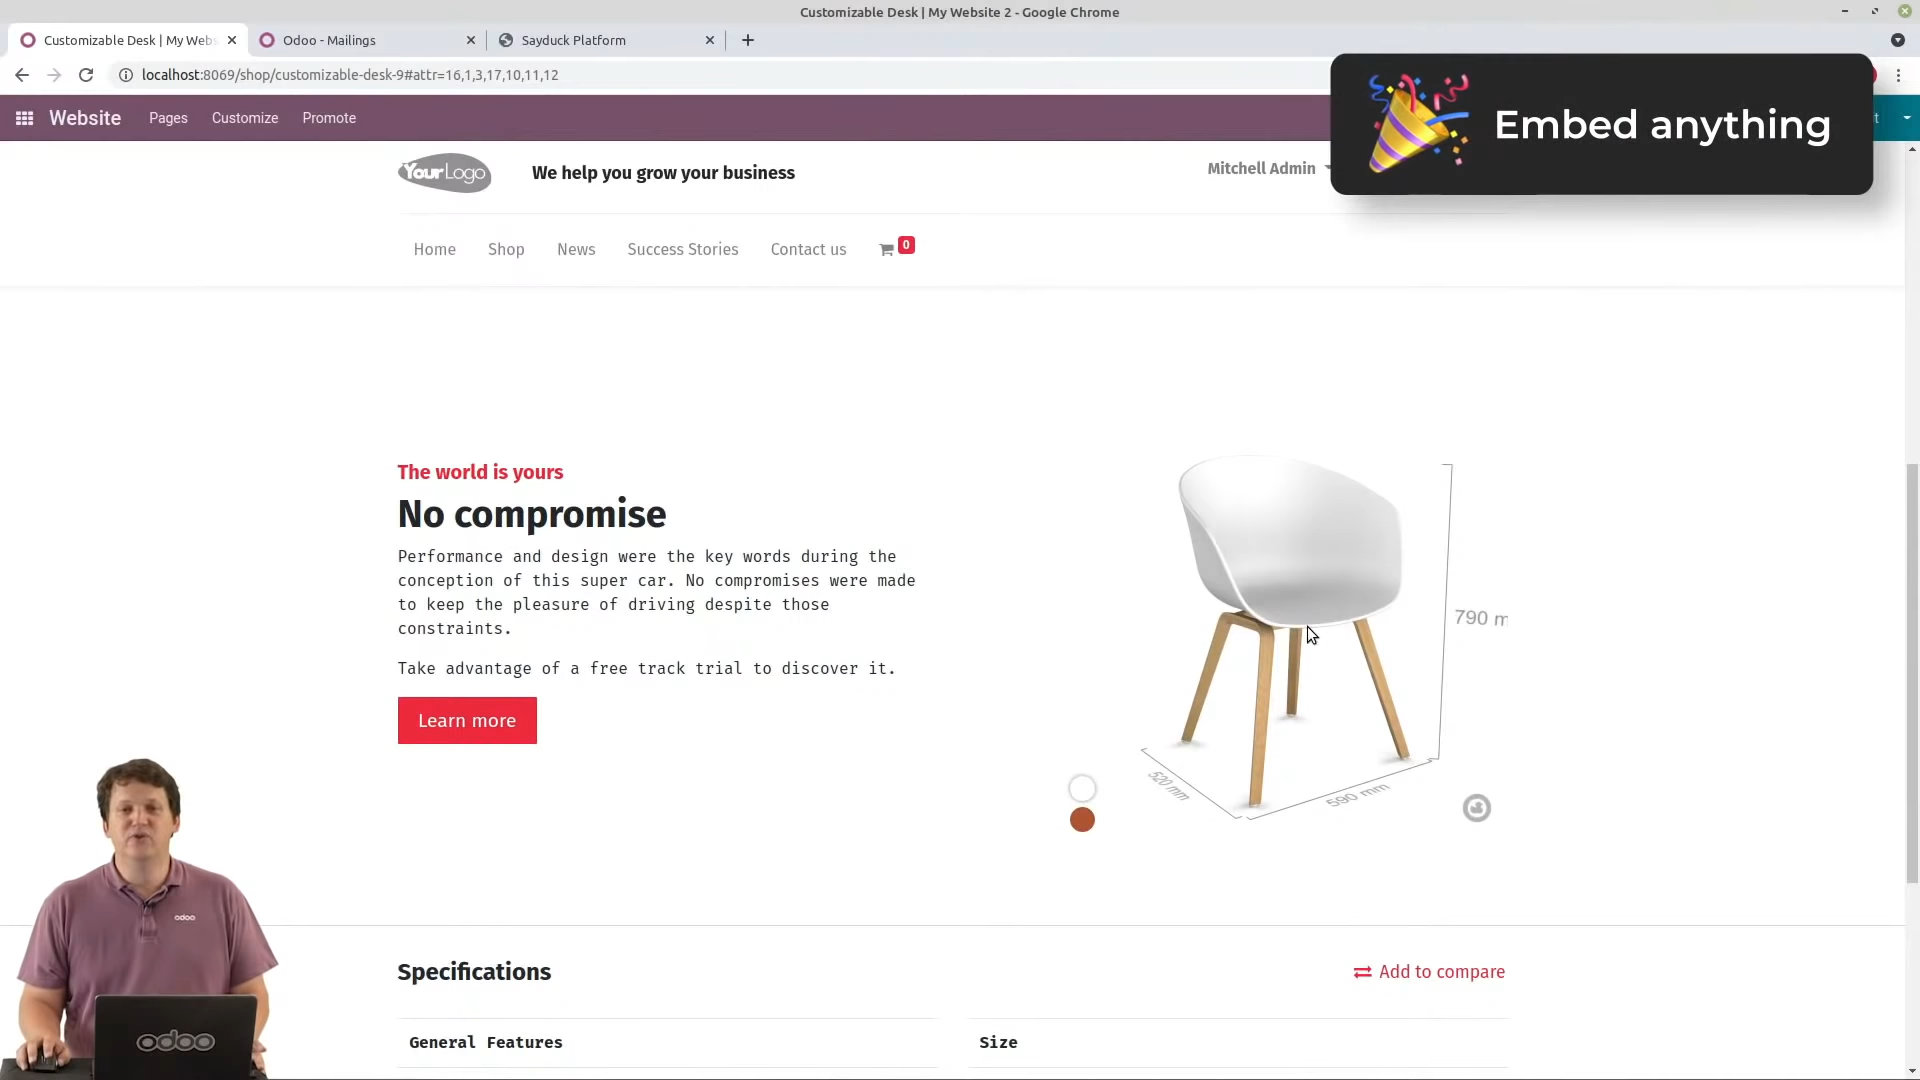 Customizable Desk | My Website 2 - Google Chrome
Customizable Desk | My Webs
Odoo - Mailings
Sayduck Platform
localhost:8069/shop/customizable-desk-9#attr=16,1,3,17,10,11,12
Embed anything
Website
Pages
Customize
Promote
YourLogo
We help you grow your business
Mitchell Admin
Home
Shop
News
Success Stories
Contact us
0
The world is yours
No compromise
Performance and design were the key words during the
conception of this super car. No compromises were made
to keep the pleasure of driving despite those
constraints.
Take advantage of a free track trial to discover it.
Learn more
790 m
520 mm
590 mm
odoo
odoo
Specifications
Add to compare
General Features
Size